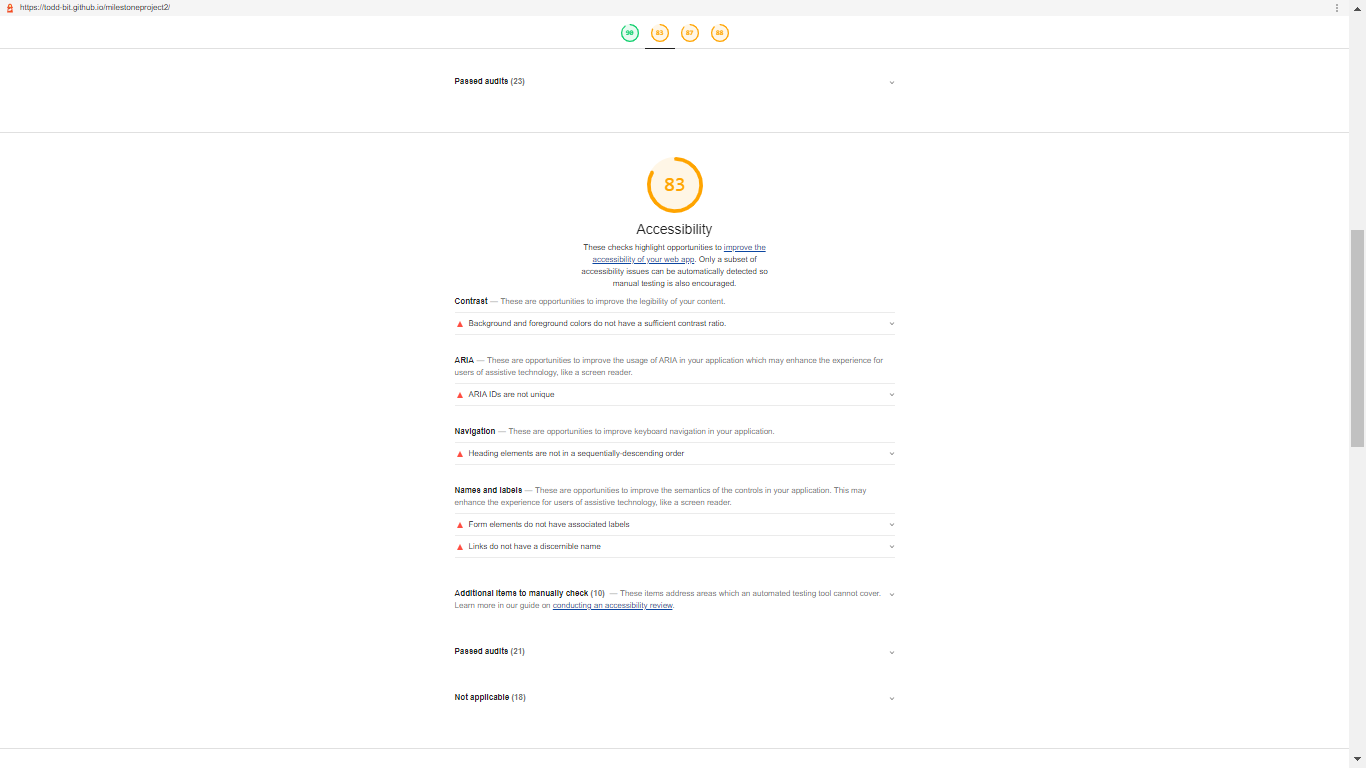 https://todd-bit.github.io/milestoneproject2/
83 87 88
Passed audits (23)
83
Accessibility
These checks highlight opportunities to improve the
accessibility of your web app. Only a subset of
accessibility issues can be automatically detected so
manual testing is also encouraged.
Contrast — These are opportunities to improve the legibility of your content.
Background and foreground colors do not have a sufficient contrast ratio.
ARIA — These are opportunities to improve the usage of ARIA in your application which may enhance the experience for
users of assistive technology, like a screen reader.
ARIA IDs are not unique
Navigation — These are opportunities to improve keyboard navigation in your application.
Heading elements are not in a sequentially-descending order
Names and labels — These are opportunities to improve the semantics of the controls in your application. This may
enhance the experience for users of assistive technology, like a screen reader.
Form elements do not have associated labels
Links do not have a discernible name
Additional items to manually check (10) — These items address areas which an automated testing tool cannot cover.
Learn more in our guide on conducting an accessibility review.
Passed audits (21)
Not applicable (18)